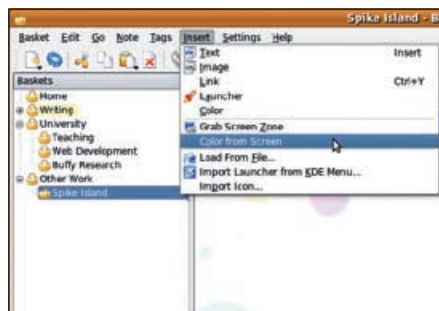 Spike Island - B
Basket Edit Go Note Tags Insert Settings Help
Text Insert
Image
Link Ctrl+Y
Launcher
Color
Grab Screen Zone
Color from Screen
Load From File...
Import Launcher from KDE Menu...
Import Icon...
Baskets
Home
Writing
University
Teaching
Web Development
Buffy Research
Other Work
Spike Island